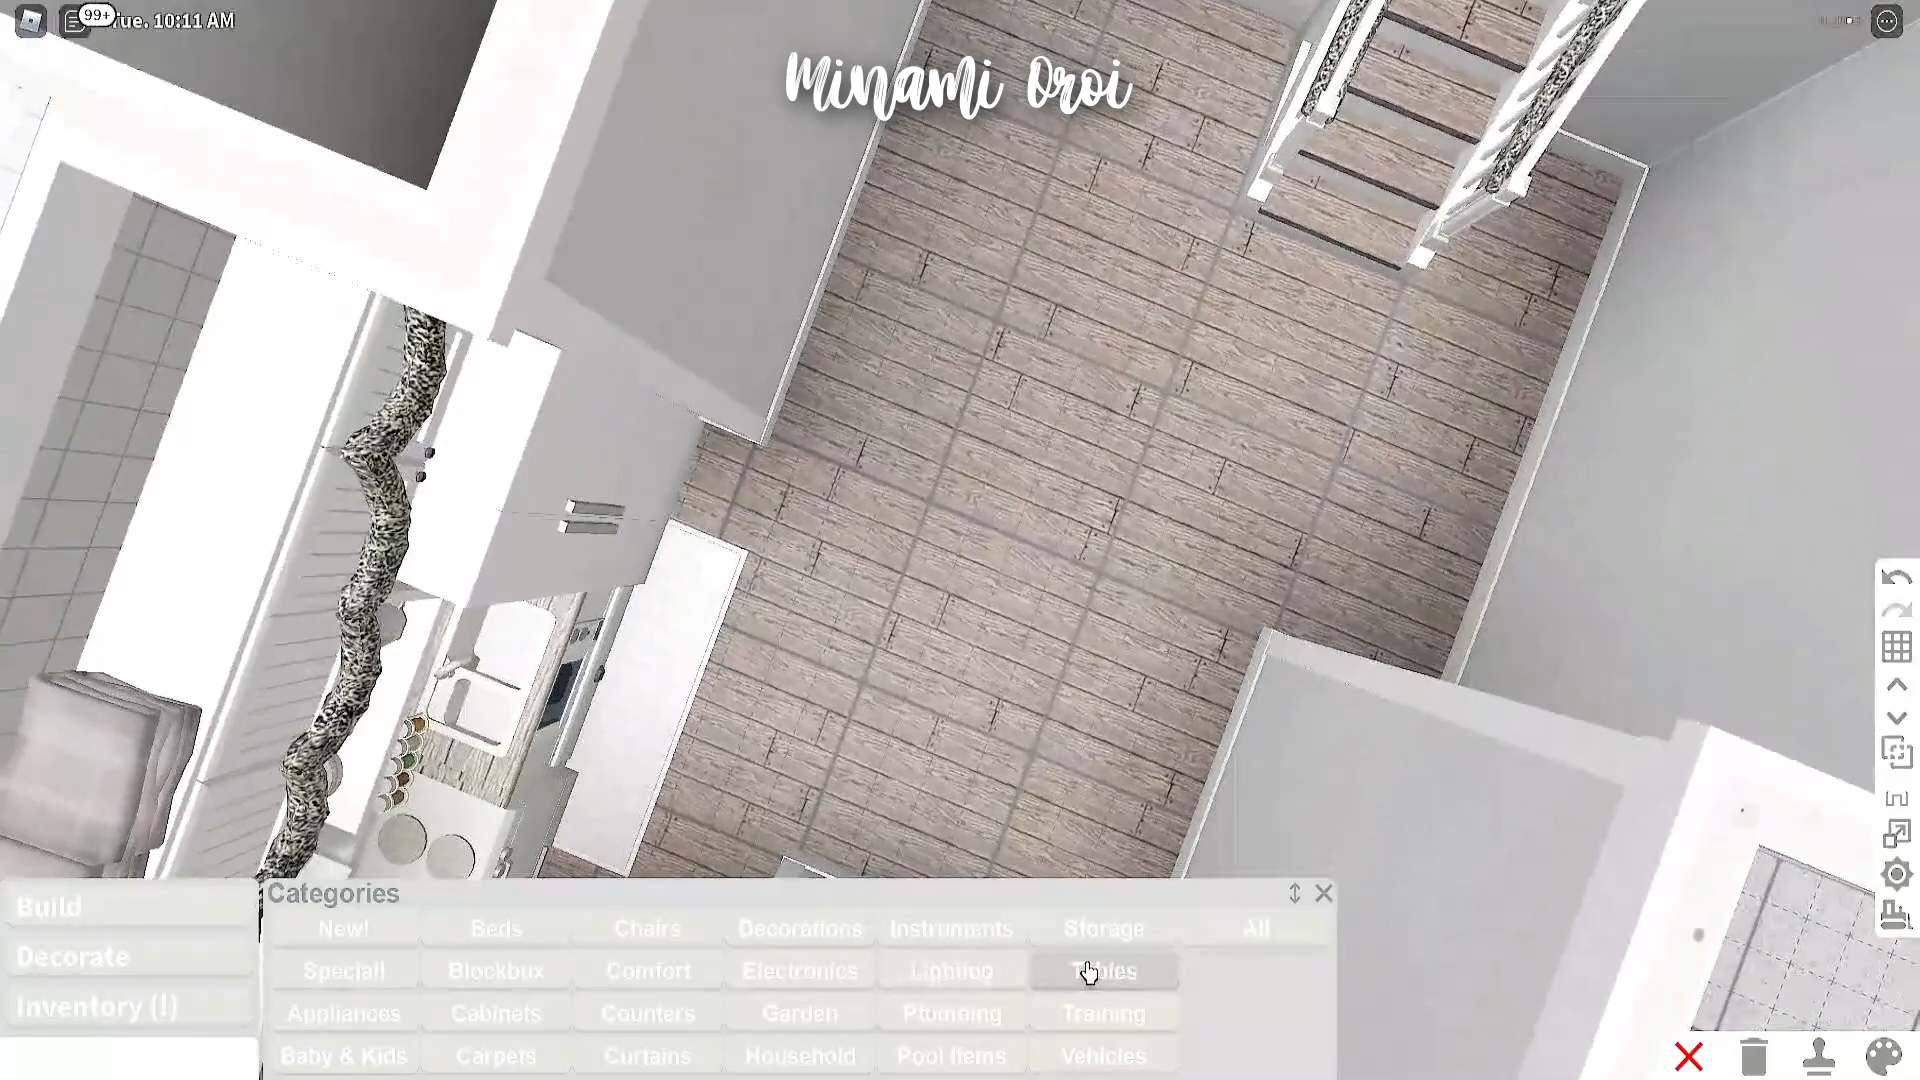 99+
Tue. 10:11 AM
Minami Oroi
Build
Decorate
Inventory (!)
Categories
New! Beds Chairs Decorations Instruments Storage All
Special! Blockbux Comfort Electronics Lighting Tables
Appliances Cabinets Counters Garden Plumbing Training
Baby & Kids Carpets Curtains Household Pool Items Vehicles